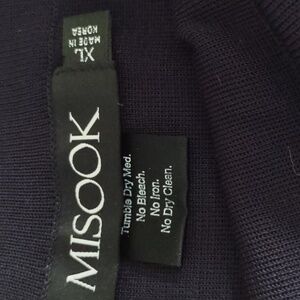 MISOOK
XL
MADE IN
KOREA
Tumble Dry Med.
No Bleach.
No Iron.
No Dry Clean.